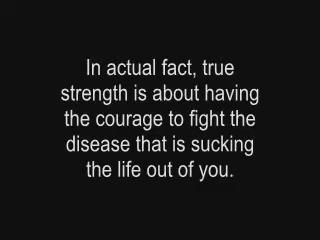 In actual fact, true
strength is about having
the courage to fight the
disease that is sucking
the life out of you.